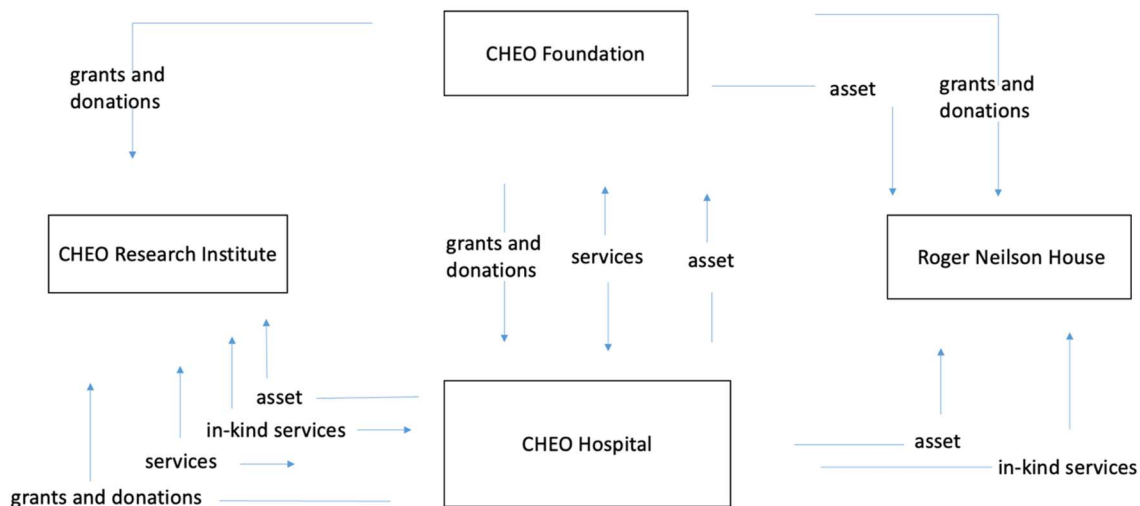 CHEO Foundation
grants and
donations
asset
grants and
donations
CHEO Research Institute
grants and
donations
services
asset
Roger Neilson House
asset
in-kind services
services
grants and donations
CHEO Hospital
asset
in-kind services